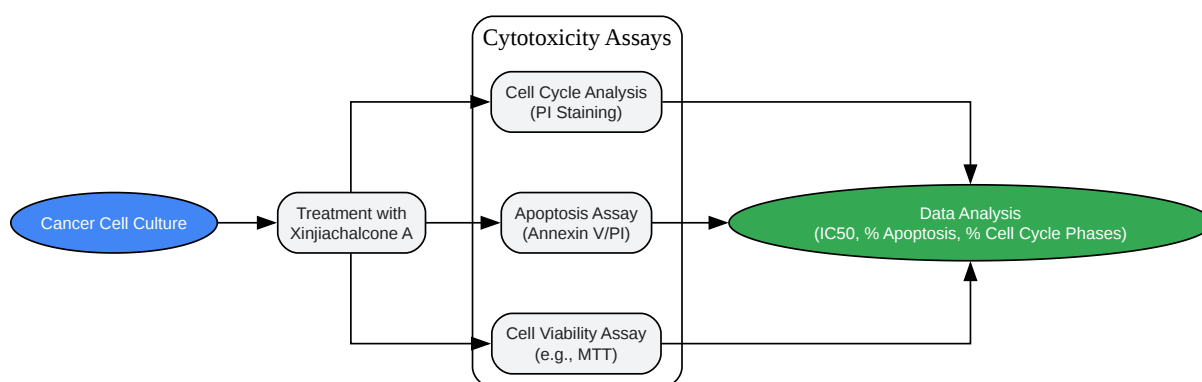 Cytotoxicity Assays
Cell Cycle Analysis
(PI Staining)
Cancer Cell Culture
Treatment with
Xinjiachalcone A
Apoptosis Assay
(Annexin V/PI)
Data Analysis
(IC50, % Apoptosis, % Cell Cycle Phases)
Cell Viability Assay
(e.g., MTT)